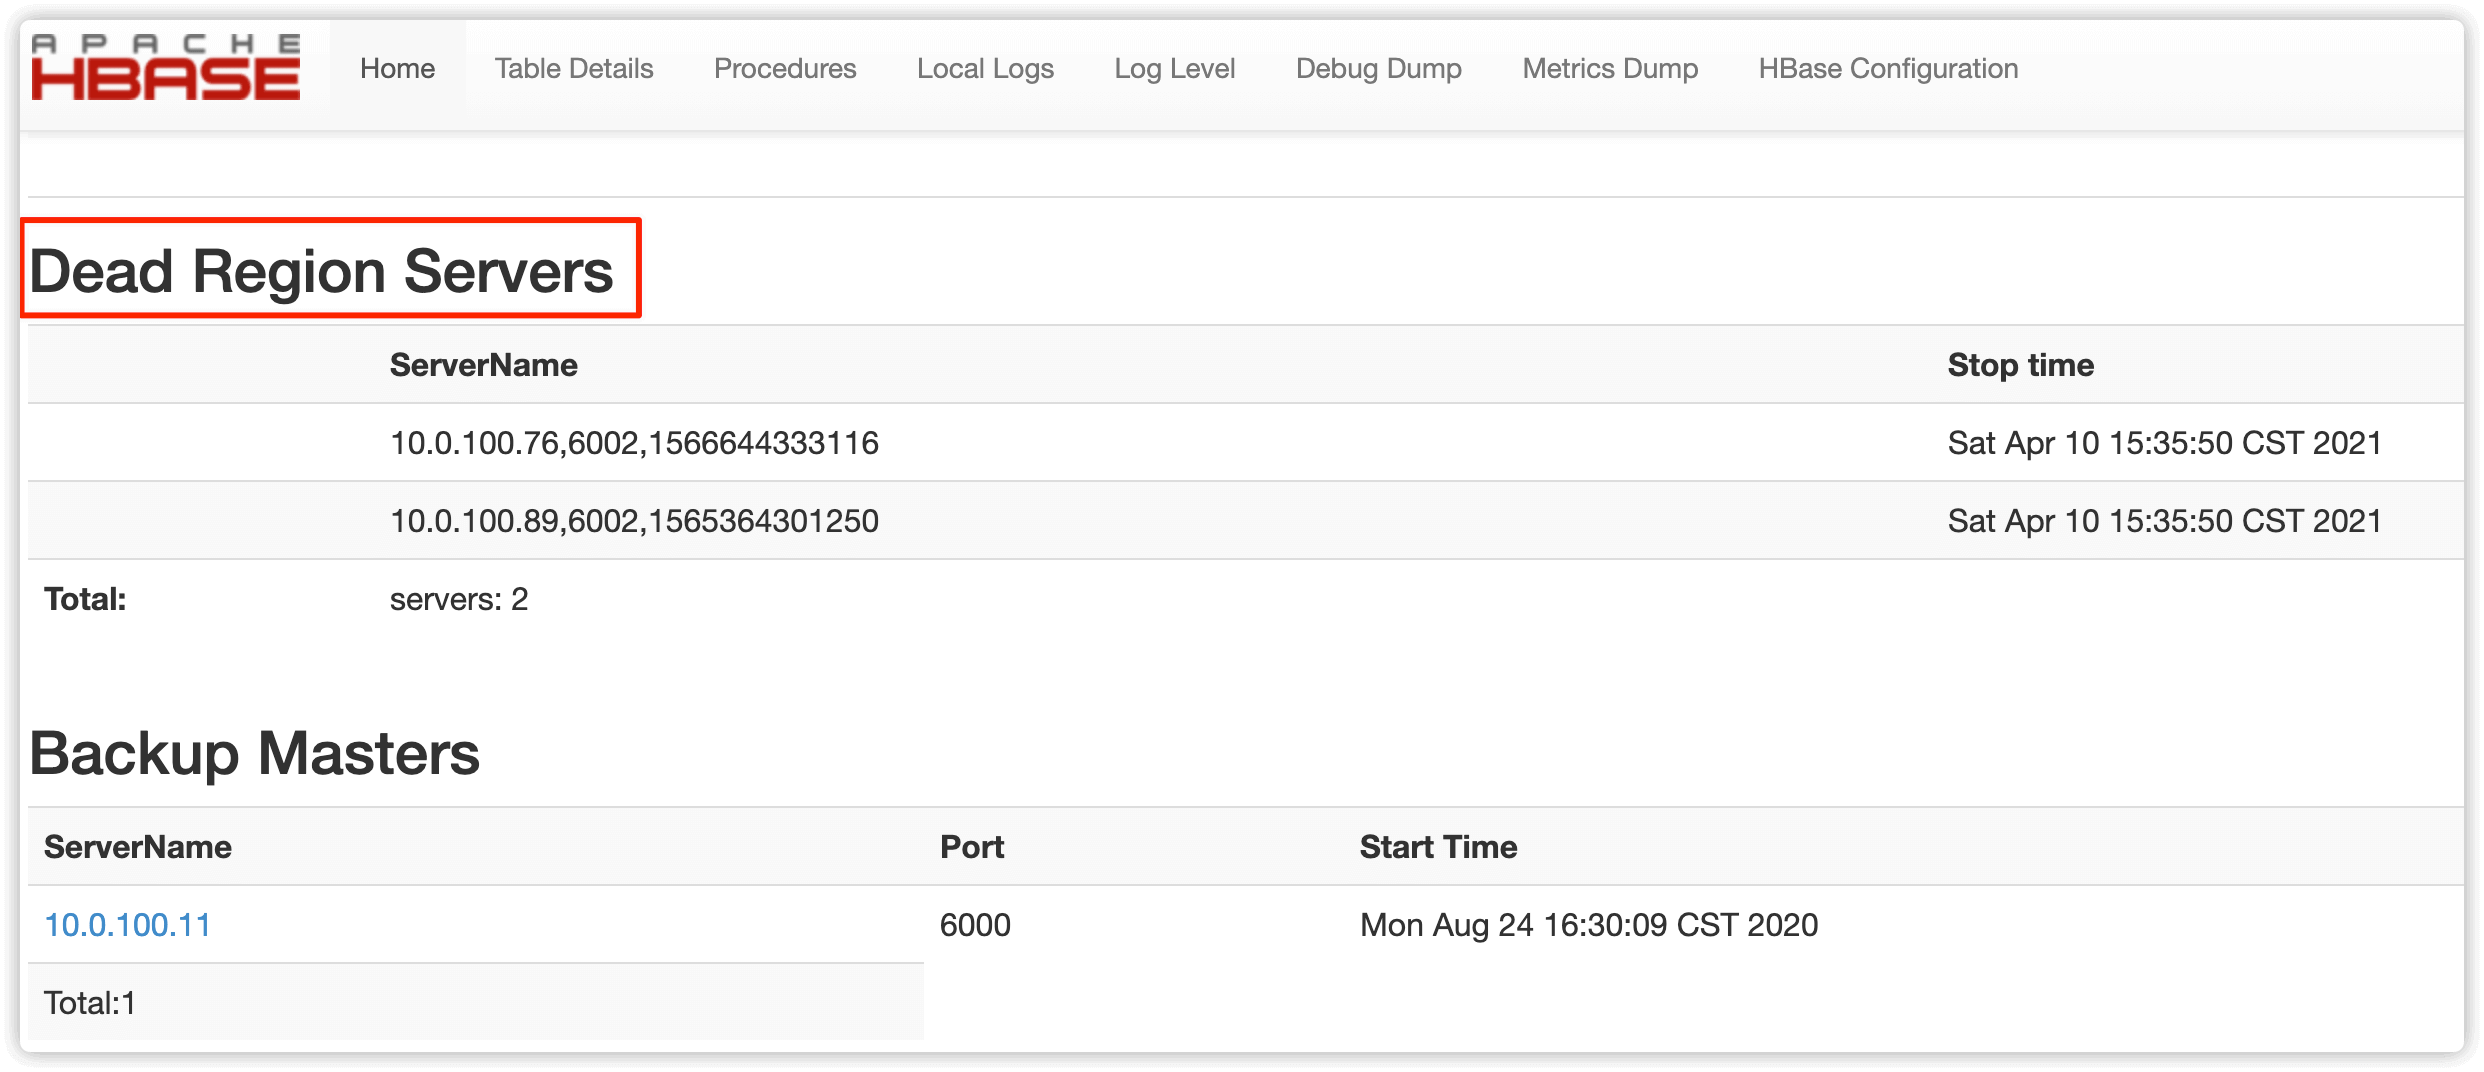 APACHE
HBASE
Home Table Details Procedures Local Logs Log Level Debug Dump Metrics Dump HBase Configuration
Dead Region Servers
ServerName Stop time
10.0.100.76,6002,1566644333116 Sat Apr 10 15:35:50 CST 2021
10.0.100.89,6002,1565364301250 Sat Apr 10 15:35:50 CST 2021
Total: servers: 2
Backup Masters
ServerName Port Start Time
10.0.100.11 6000 Mon Aug 24 16:30:09 CST 2020
Total:1